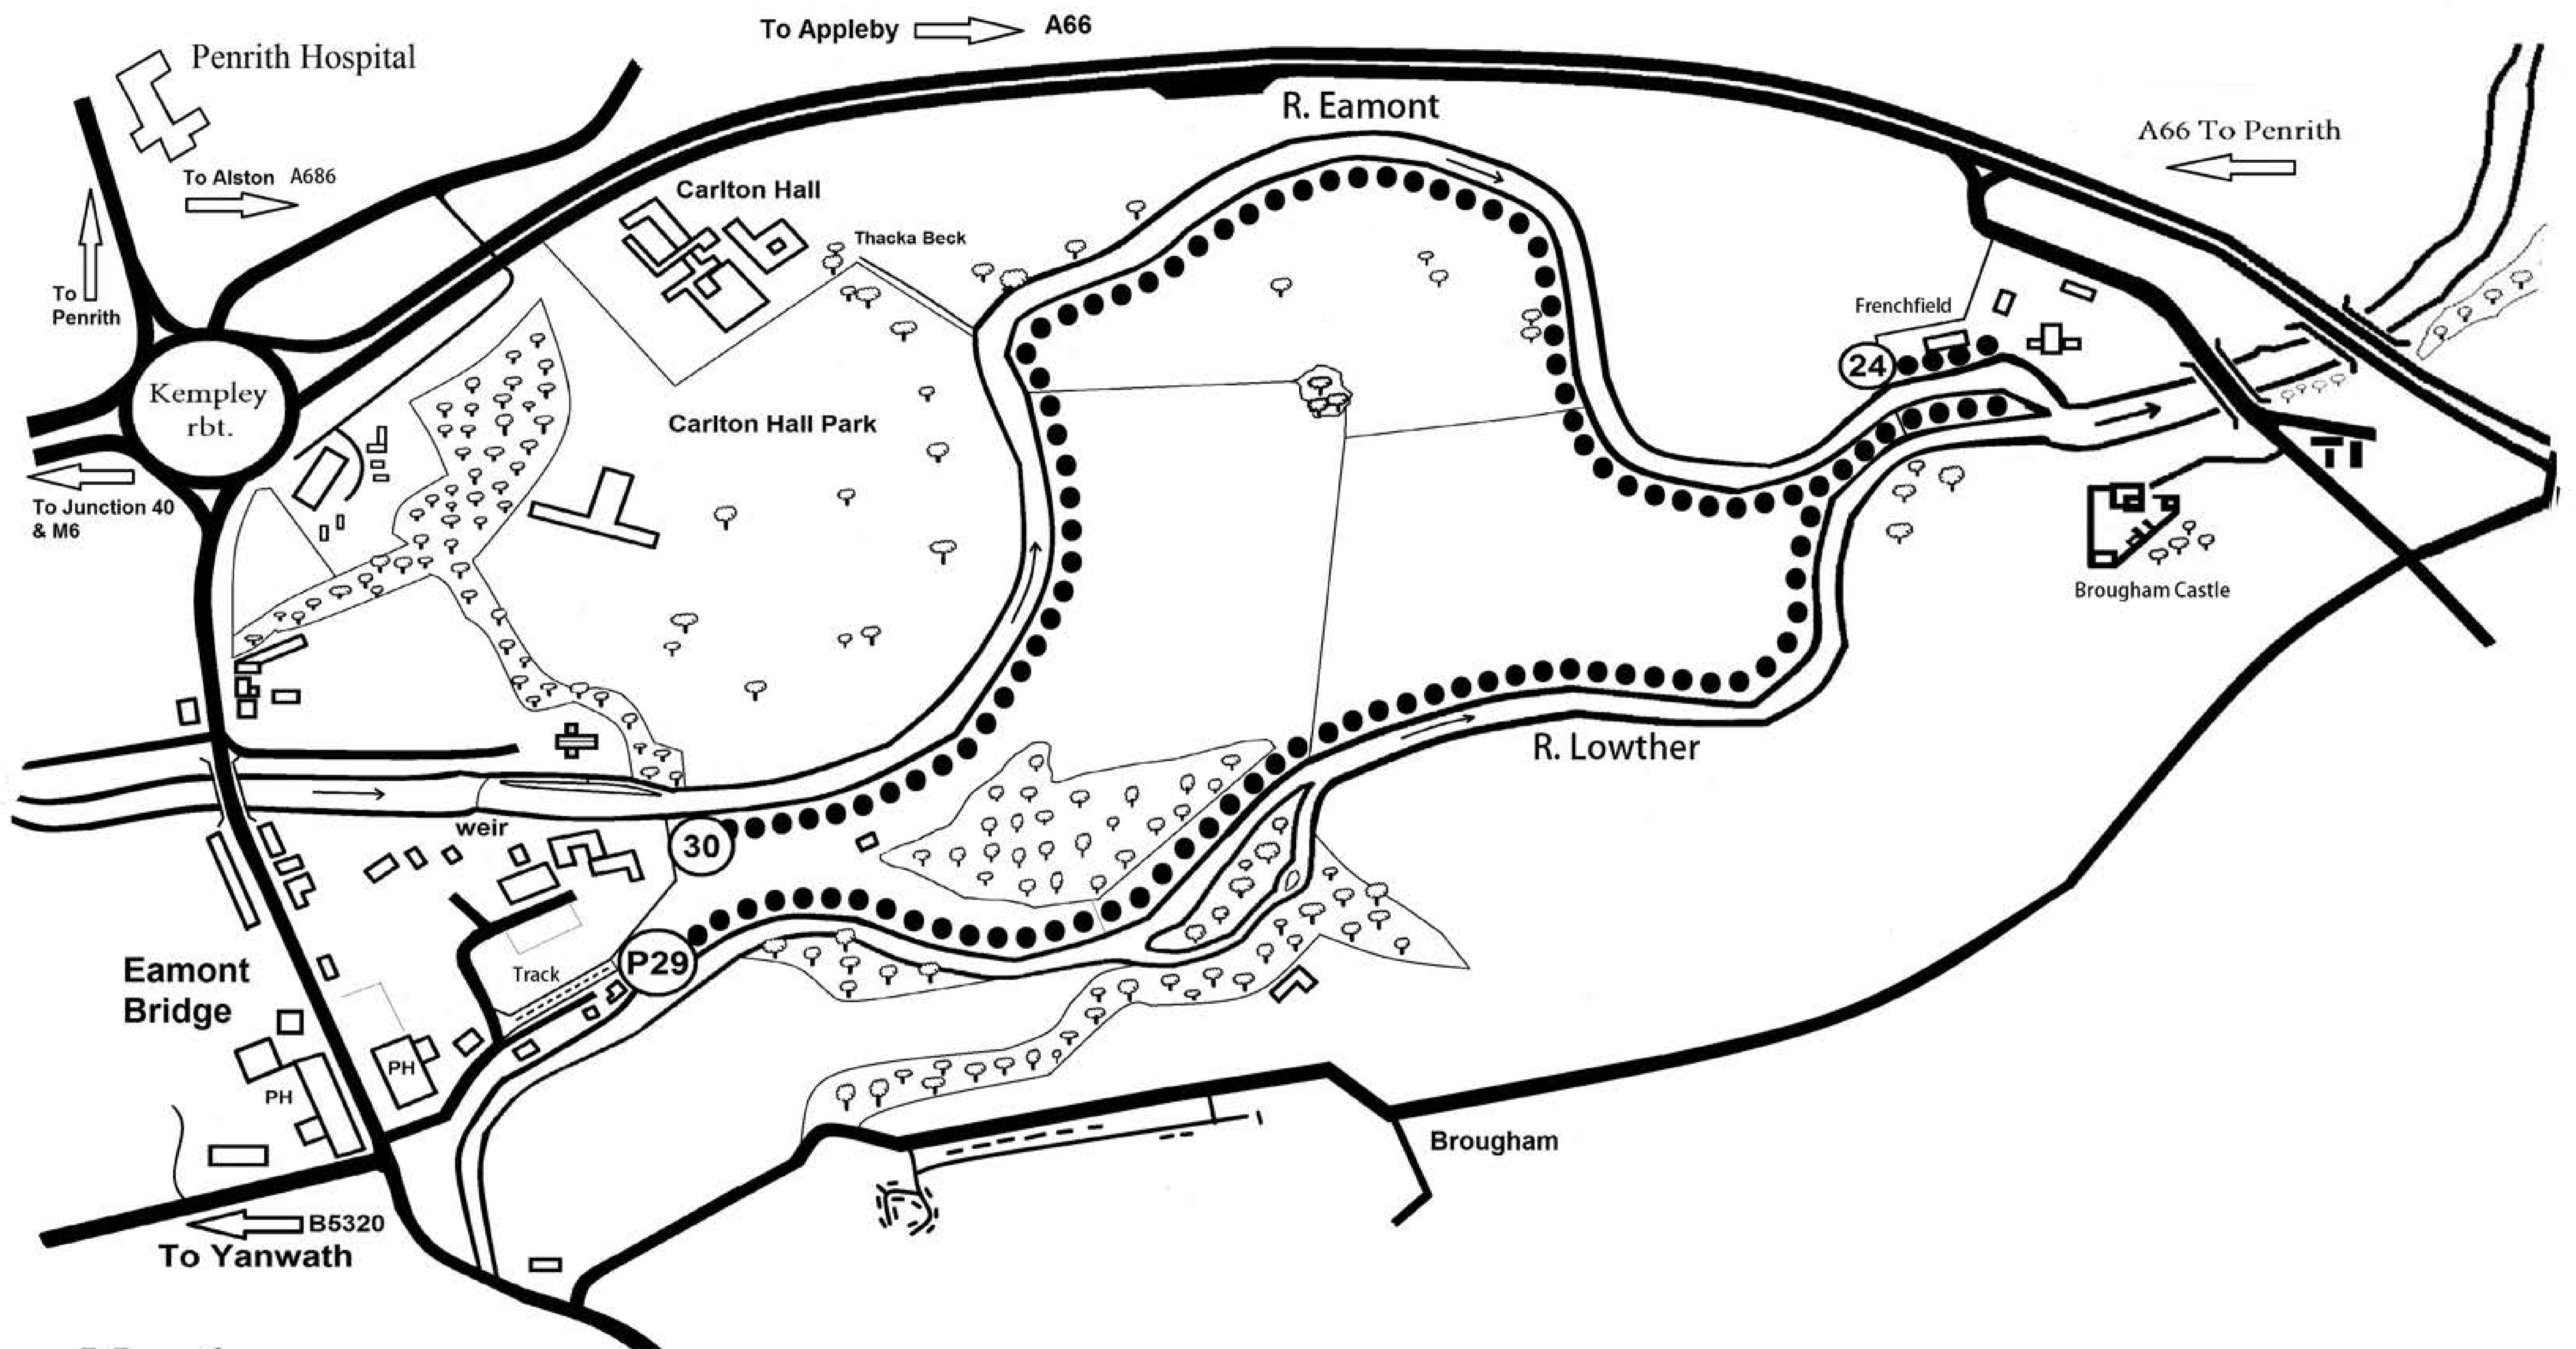 To Appleby A66
Penrith Hospital
R. Eamont
A66 To Penrith
To Alston A686
Carlton Hall
Thacka Beck
To
Penrith
Frenchfield
24
Kempley
rbt.
Carlton Hall Park
To Junction 40
& M6
Brougham Castle
R. Lowther
weir
30
P29
Eamont
Bridge
Track
PH
PH
Brougham
B5320
To Yanwath